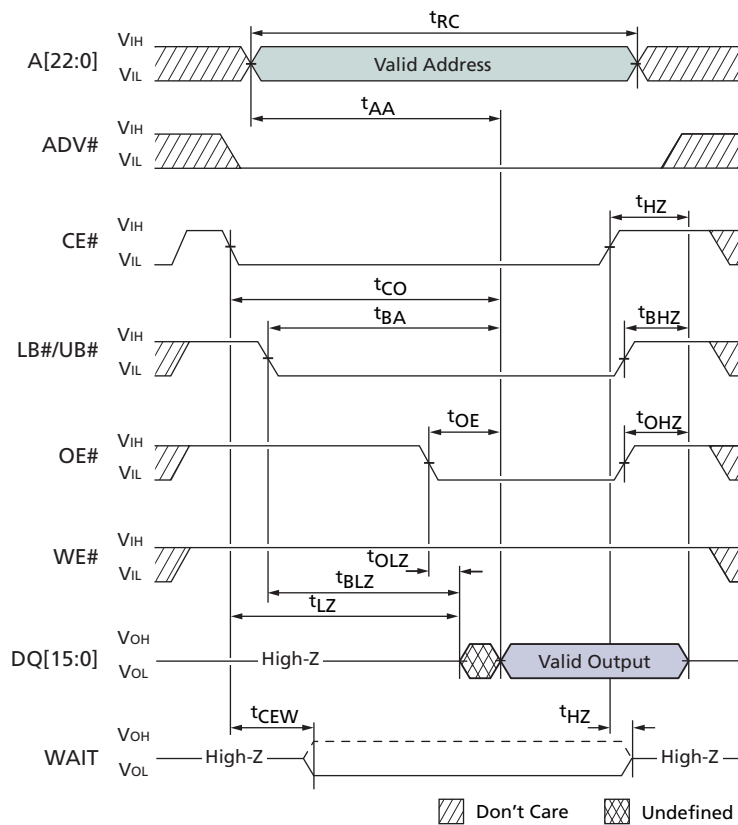 tRC
VIH
A[22:0]
Valid Address
VIL
tAA
VIH
ADV#
VIL
tHZ
VIH
CE#
VIL
tCO
tBA
tBHZ
VIH
LB#/UB#
VIL
tOE
tOHZ
VIH
OE#
VIL
VIH
WE#
VIL
tOLZ
tBLZ
tLZ
VOH
DQ[15:0]
High-Z
Valid Output
VOL
tCEW
tHZ
VOH
WAIT
High-Z
High-Z
VOL
Don't Care
Undefined